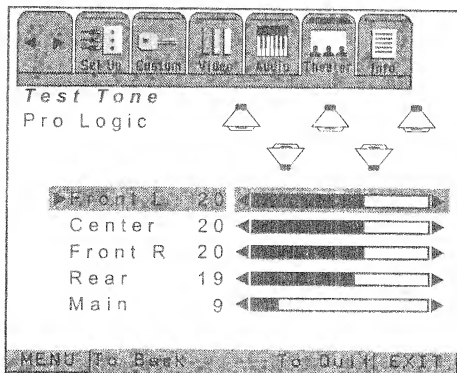 Set Up Custom Video Audio Theater Info
Test Tone
Pro Logic
Front L 20
Center 20
Front R 20
Rear 19
Main 9
MENU To Back To Quit EXIT